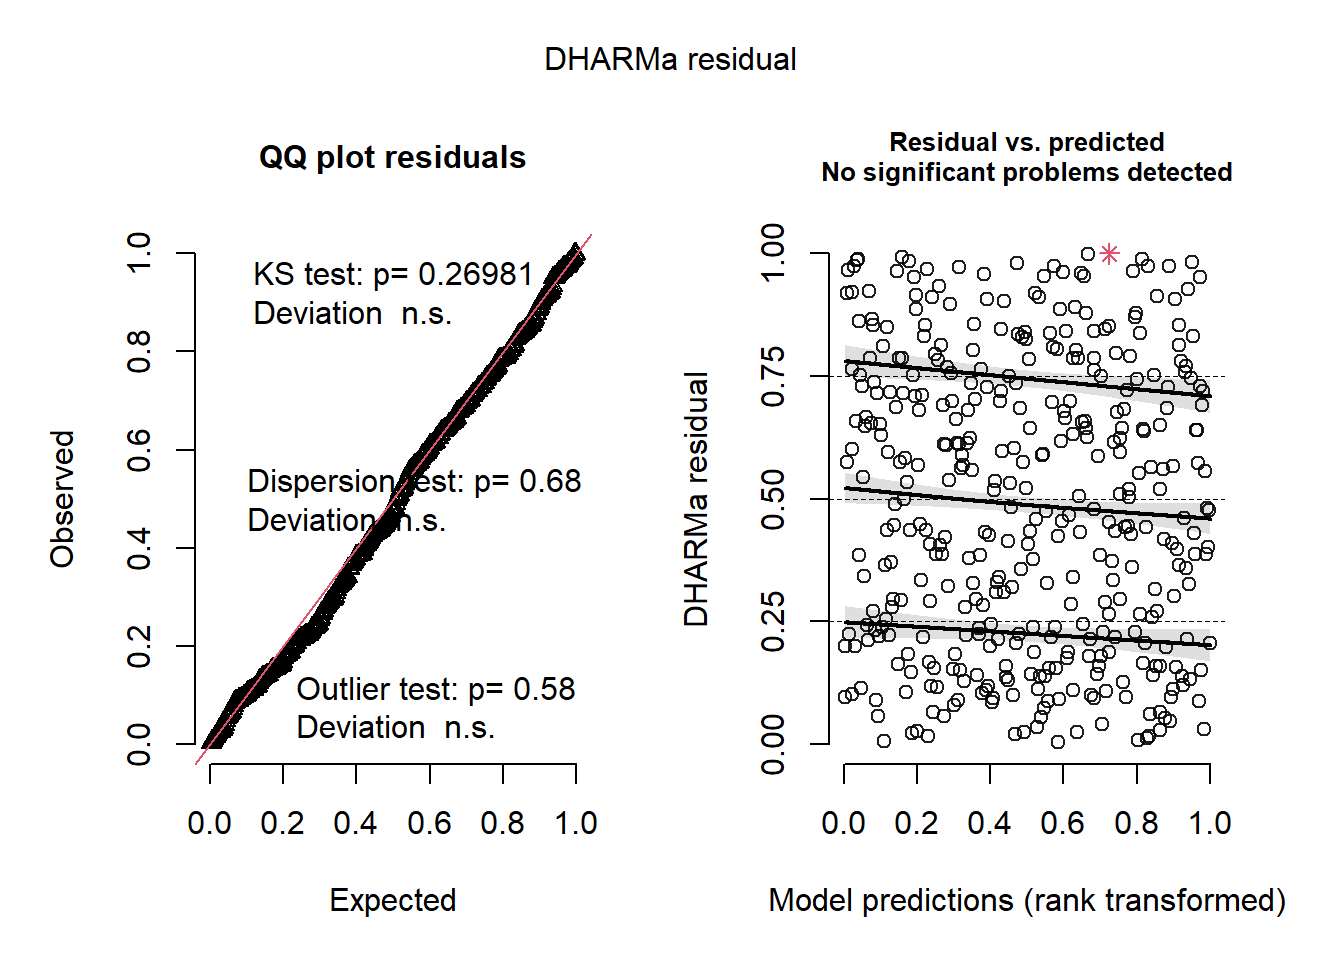 DHARMa residual
QQ plot residuals
KS test: p= 0.26981
Deviation  n.s.
Dispersion test: p= 0.68
Deviation  n.s.
Outlier test: p= 0.58
Deviation  n.s.
Observed
0.0
0.2
0.4
0.6
0.8
1.0
0.0 0.2 0.4 0.6 0.8 1.0
Expected
Residual vs. predicted
No significant problems detected
DHARMa residual
0.00
0.25
0.50
0.75
1.00
0.0 0.2 0.4 0.6 0.8 1.0
Model predictions (rank transformed)